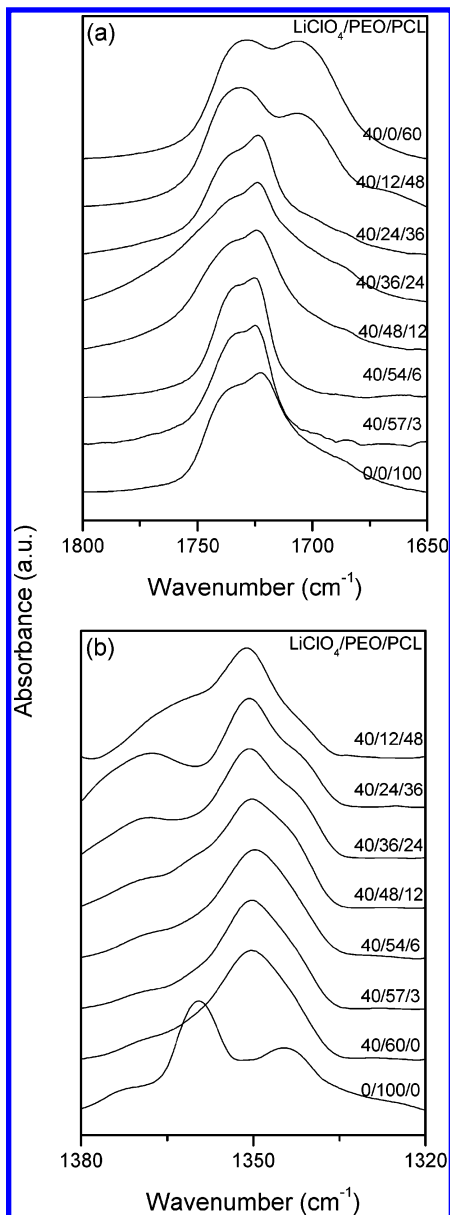 (a) LiClO₄/PEO/PCL
40/0/60
40/12/48
40/24/36
40/36/24
40/48/12
40/54/6
40/57/3
0/0/100
1800 1750 1700 1650
Wavenumber (cm⁻¹)
Absorbance (a.u.)
(b) LiClO₄/PEO/PCL
40/12/48
40/24/36
40/36/24
40/48/12
40/54/6
40/57/3
40/60/0
0/100/0
1380 1350 1320
Wavenumber (cm⁻¹)